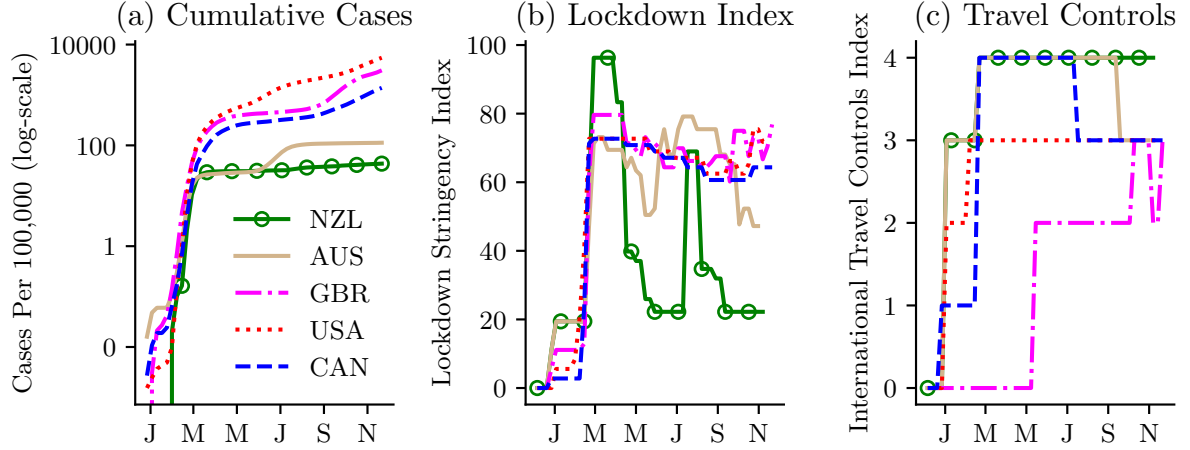 (a) Cumulative Cases
Cases Per 100,000 (log-scale)
10000
100
1
0
NZL
AUS
GBR
USA
CAN
J M M J S N
(b) Lockdown Index
Lockdown Stringency Index
100
80
60
40
20
0
J M M J S N
(c) Travel Controls
International Travel Controls Index
4
3
2
1
0
J M M J S N